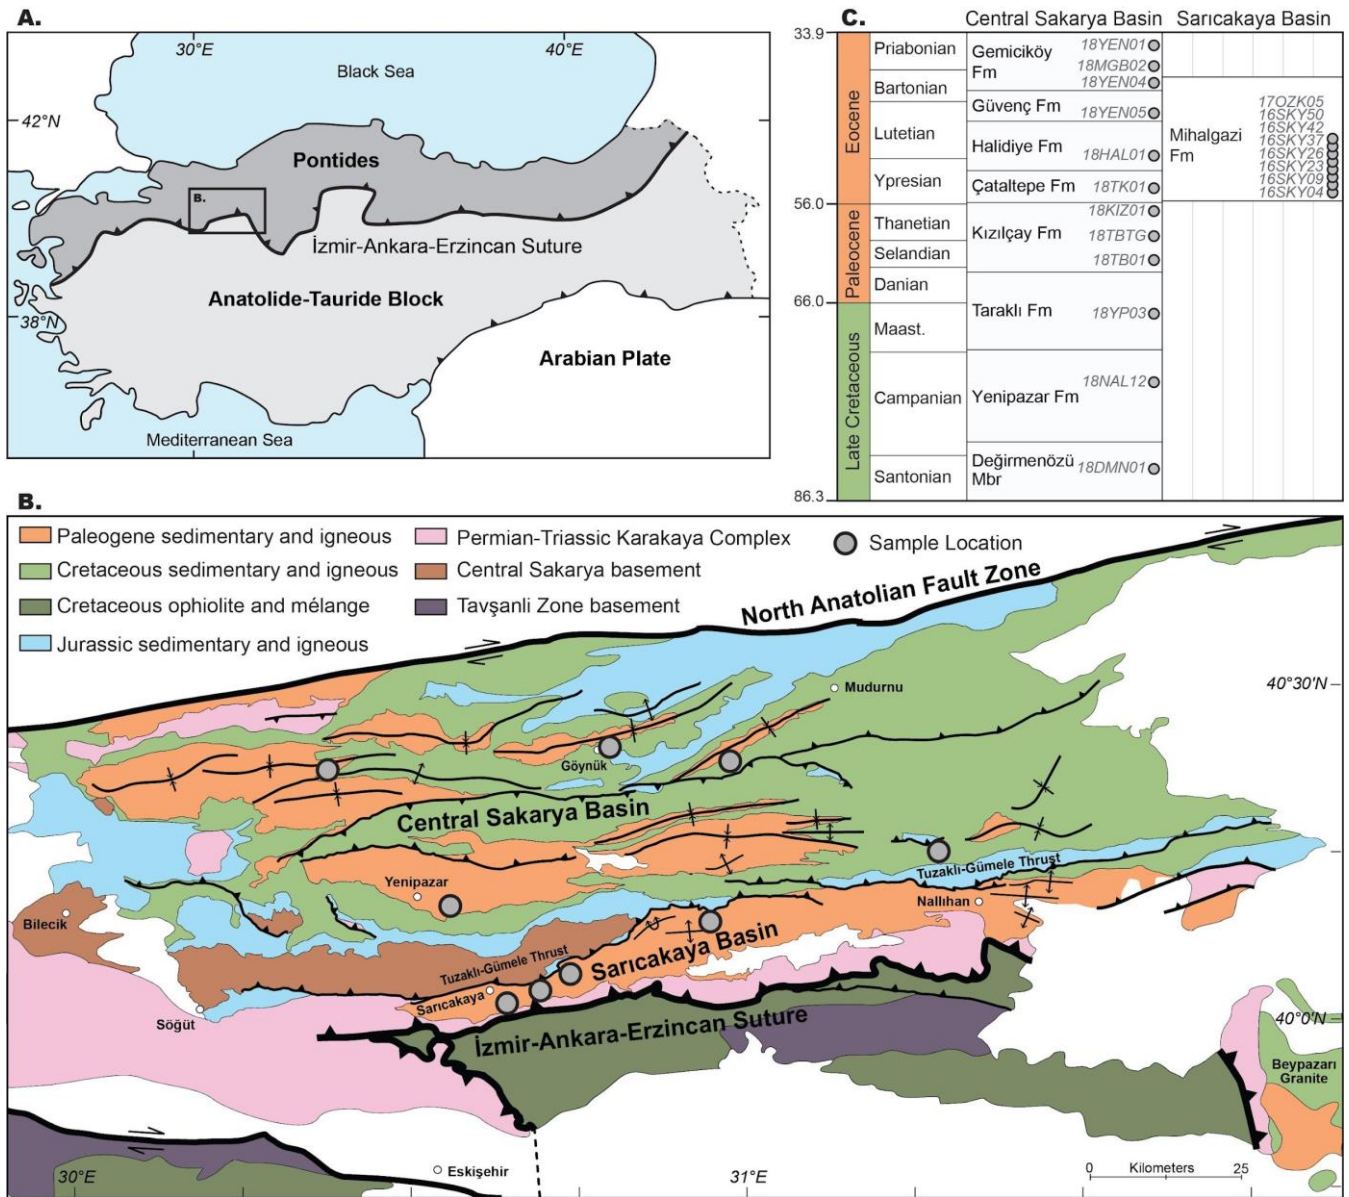 A.
30°E
40°E
Black Sea
42°N
Pontides
B.
İzmir-Ankara-Erzincan Suture
Anatolide-Tauride Block
38°N
Arabian Plate
Mediterranean Sea
C.
Central Sakarya Basin
Sarıcakaya Basin
33.9
56.0
66.0
86.3
Eocene
Paleocene
Late Cretaceous
Priabonian
Bartonian
Lutetian
Ypresian
Thanetian
Selandian
Danian
Maast.
Campanian
Santonian
Gemiciköy
Fm
18YEN01
18MGB02
18YEN04
Güvenç Fm
18YEN05
Halidiye Fm
18HAL01
Çataltepe Fm
18TK01
18KIZ01
Kızılçay Fm
18TBTG
18TB01
Taraklı Fm
18YP03
18NAL12
Yenipazar Fm
Değirmenözü
Mbr
18DMN01
Mihalgazi
Fm
17OZK05
16SKY50
16SKY42
16SKY37
16SKY26
16SKY23
16SKY09
16SKY04
B.
Paleogene sedimentary and igneous
Cretaceous sedimentary and igneous
Cretaceous ophiolite and mélange
Jurassic sedimentary and igneous
Permian-Triassic Karakaya Complex
Central Sakarya basement
Tavşanli Zone basement
Sample Location
North Anatolian Fault Zone
40°30'N
Mudurnu
Göynük
Central Sakarya Basin
Tuzaklı-Gümele Thrust
Yenipazar
Nallıhan
Bilecik
Tuzaklı-Gümele Thrust
Sarıcakaya Basin
Sarıcakaya
Söğüt
İzmir-Ankara-Erzincan Suture
40°0'N
Beypazarı
Granite
30°E
Eskişehir
31°E
0 Kilometers 25